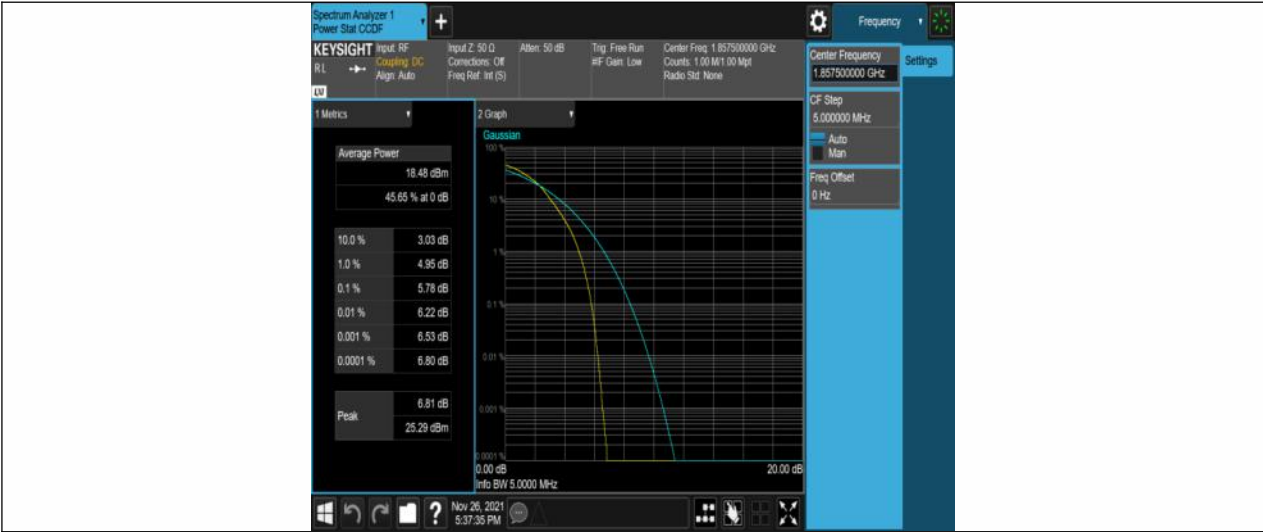 Spectrum Analyzer 1
Power Stat CCDF
+
Frequency
KEYSIGHT
RL
LW
Input: RF
Coupling: DC
Align: Auto
Input Z: 50 Ω
Corrections: Off
Freq Ref: Int (S)
Atten: 50 dB
Trig: Free Run
#IF Gain: Low
Center Freq: 1.857500000 GHz
Counts: 1.00 M/1.00 Mpt
Radio Std: None
Center Frequency
1.857500000 GHz
Settings
CF Step
5.000000 MHz
Auto
Man
Freq Offset
0 Hz
1 Metrics
Average Power
18.48 dBm
45.65 % at 0 dB
10.0 % 3.03 dB
1.0 % 4.95 dB
0.1 % 5.78 dB
0.01 % 6.22 dB
0.001 % 6.53 dB
0.0001 % 6.80 dB
Peak 6.81 dB
25.29 dBm
2 Graph
Gaussian
100 %
10 %
1 %
0.1 %
0.01 %
0.001 %
0.0001 %
0.00 dB 20.00 dB
Info BW 5.0000 MHz
? Nov 26, 2021
5:37:35 PM